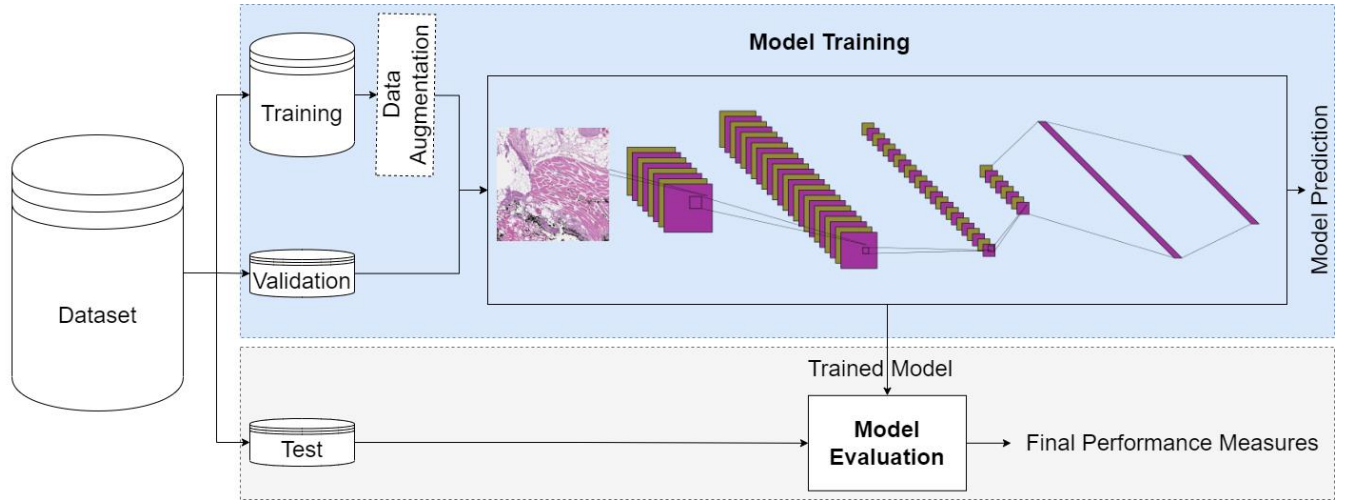 Model Training
Training
Data
Augmentation
Validation
Dataset
Model Prediction
Trained Model
Test
Model
Evaluation
Final Performance Measures